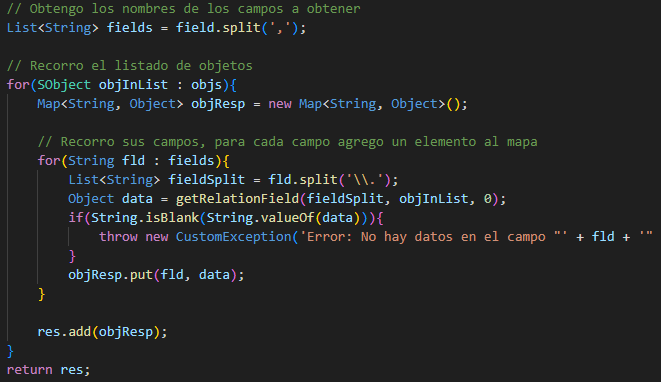 // Obtengo los nombres de los campos a obtener
List<String> fields = field.split(',');
// Recorro el listado de objetos
for(SObject objInList : objs){
Map<String, Object> objResp = new Map<String, Object>();
// Recorro sus campos, para cada campo agrego un elemento al mapa
for(String fld : fields){
List<String> fieldSplit = fld.split('\\.');
Object data = getRelationField(fieldSplit, objInList, 0);
if(String.isBlank(String.valueOf(data))){
throw new CustomException('Error: No hay datos en el campo "' + fld + '"
}
objResp.put(fld, data);
}
res.add(objResp);
}
return res;